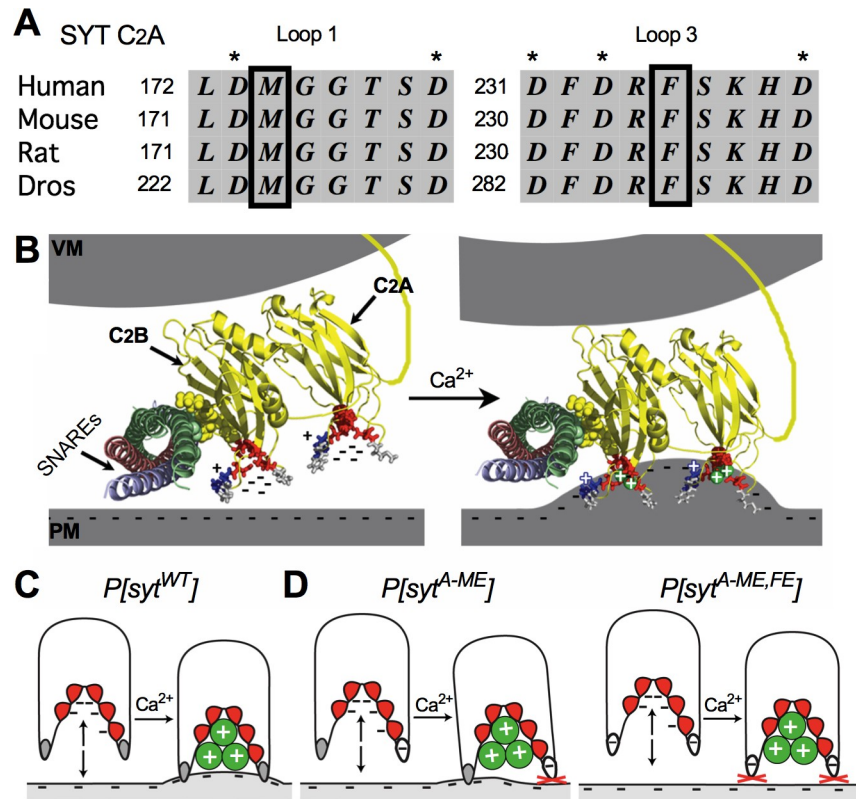 A SYT C2A Loop 1 Loop 3
* * * * *
Human 172 L D M G G T S D 231 D F D R F S K H D
Mouse 171 L D M G G T S D 230 D F D R F S K H D
Rat 171 L D M G G T S D 230 D F D R F S K H D
Dros 222 L D M G G T S D 282 D F D R F S K H D
B VM
C2A
C2B
Ca2+
SNAREs
PM
C P[sytWT] D P[sytA-ME] P[sytA-ME,FE]
Ca2+ Ca2+ Ca2+